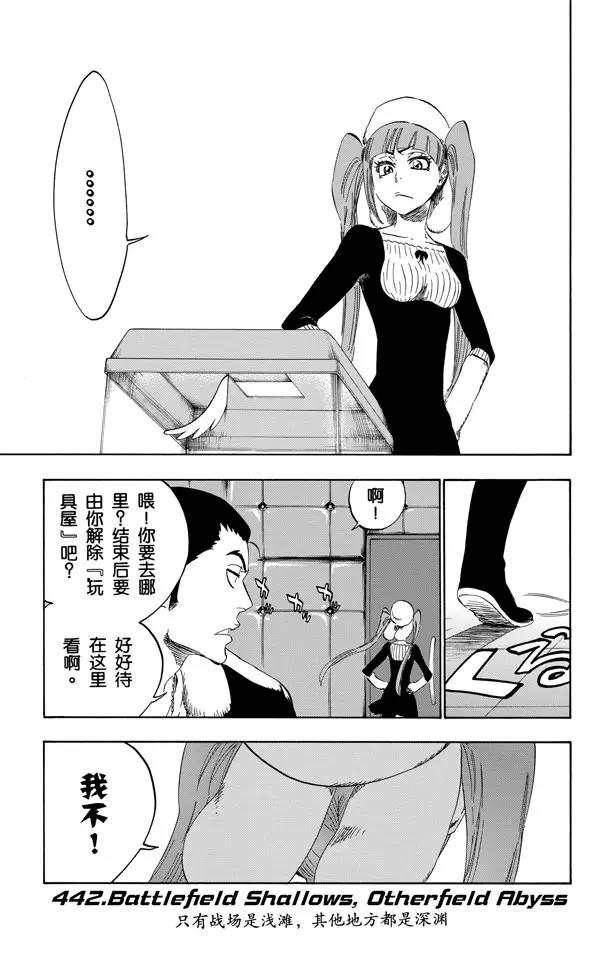 ……
啊！
喂！你要去哪
里？结束后要
由你解除『玩
具屋』吧？
好好待
在这里
看啊。
我不！
442.Battlefield Shallows, Otherfield Abyss
只有战场是浅滩，其他地方都是深渊